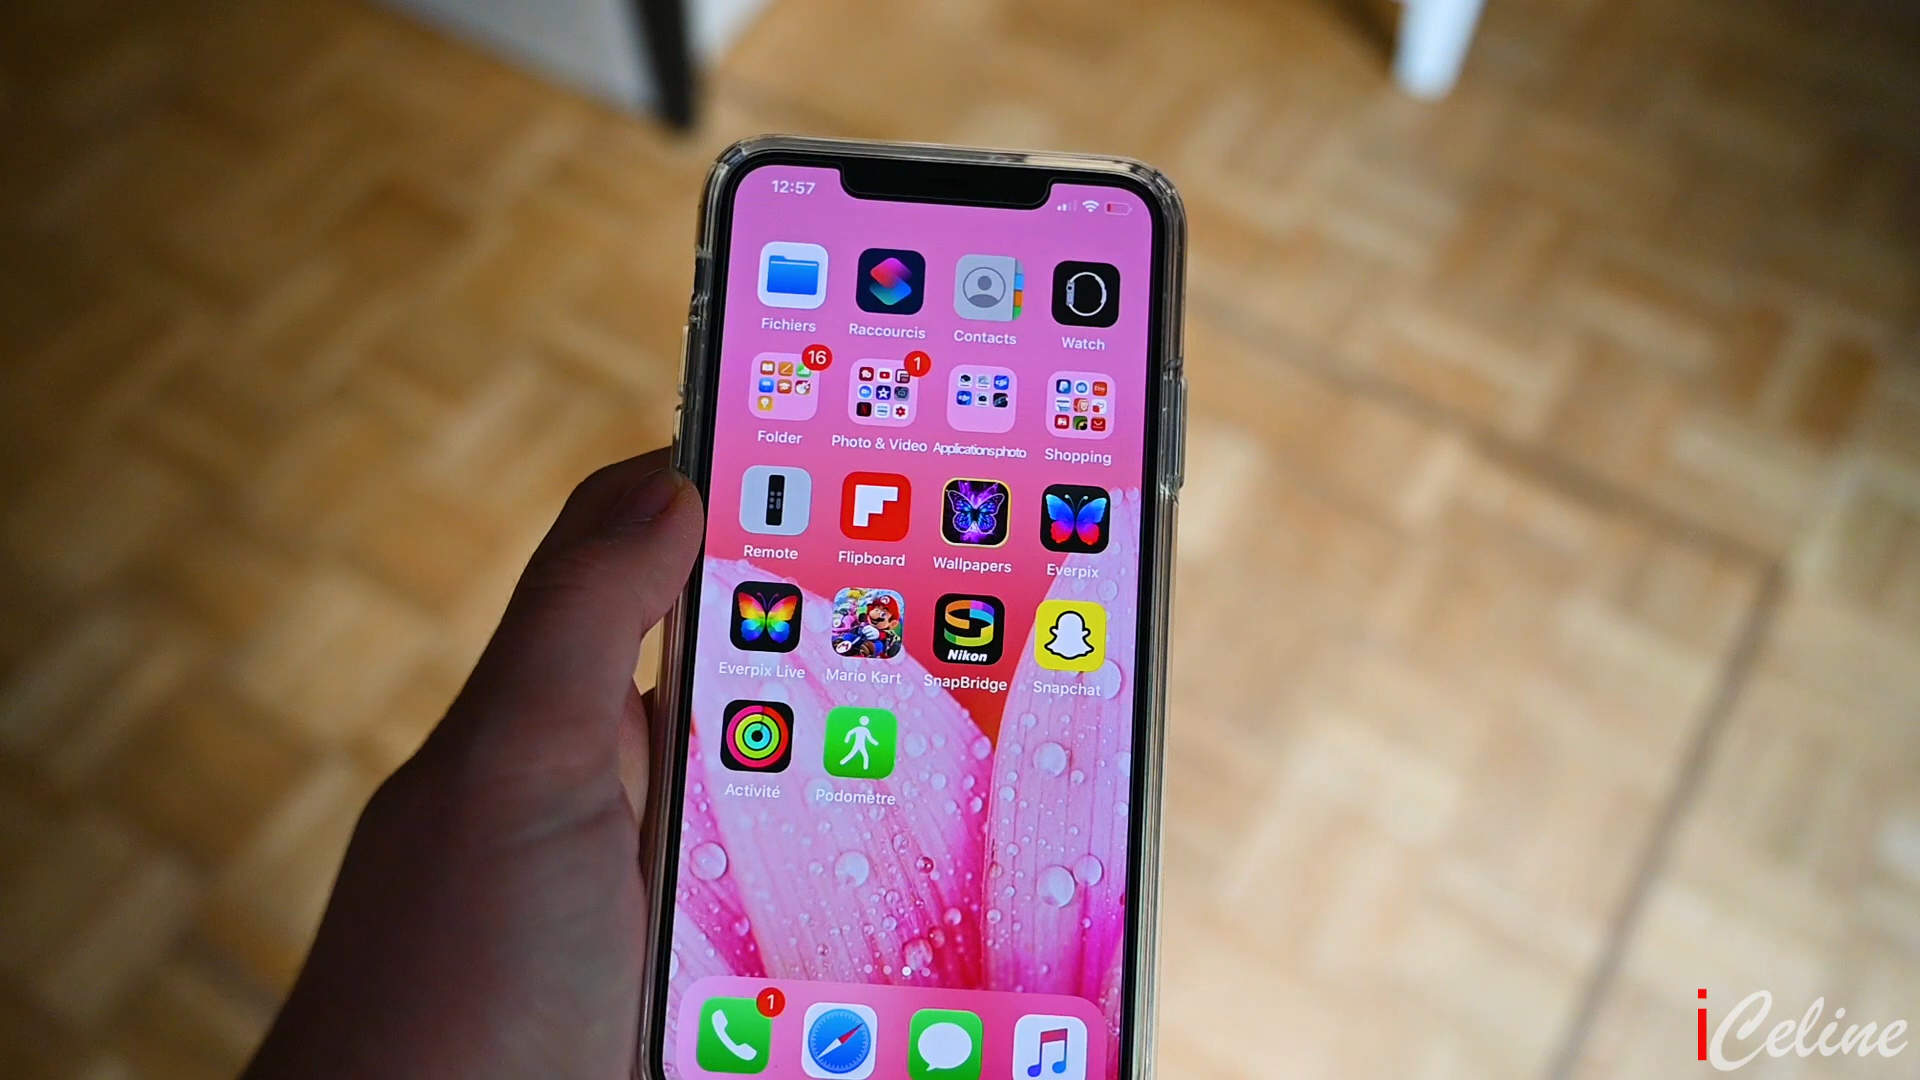 12:57
Fichiers
Raccourcis
Contacts
Watch
16
1
Folder
Photo & Video
Applicationsphoto
Shopping
Remote
Flipboard
Wallpapers
Everpix
Nikon
Everpix Live
Mario Kart
SnapBridge
Snapchat
Activité
Podomètre
1
iCeline